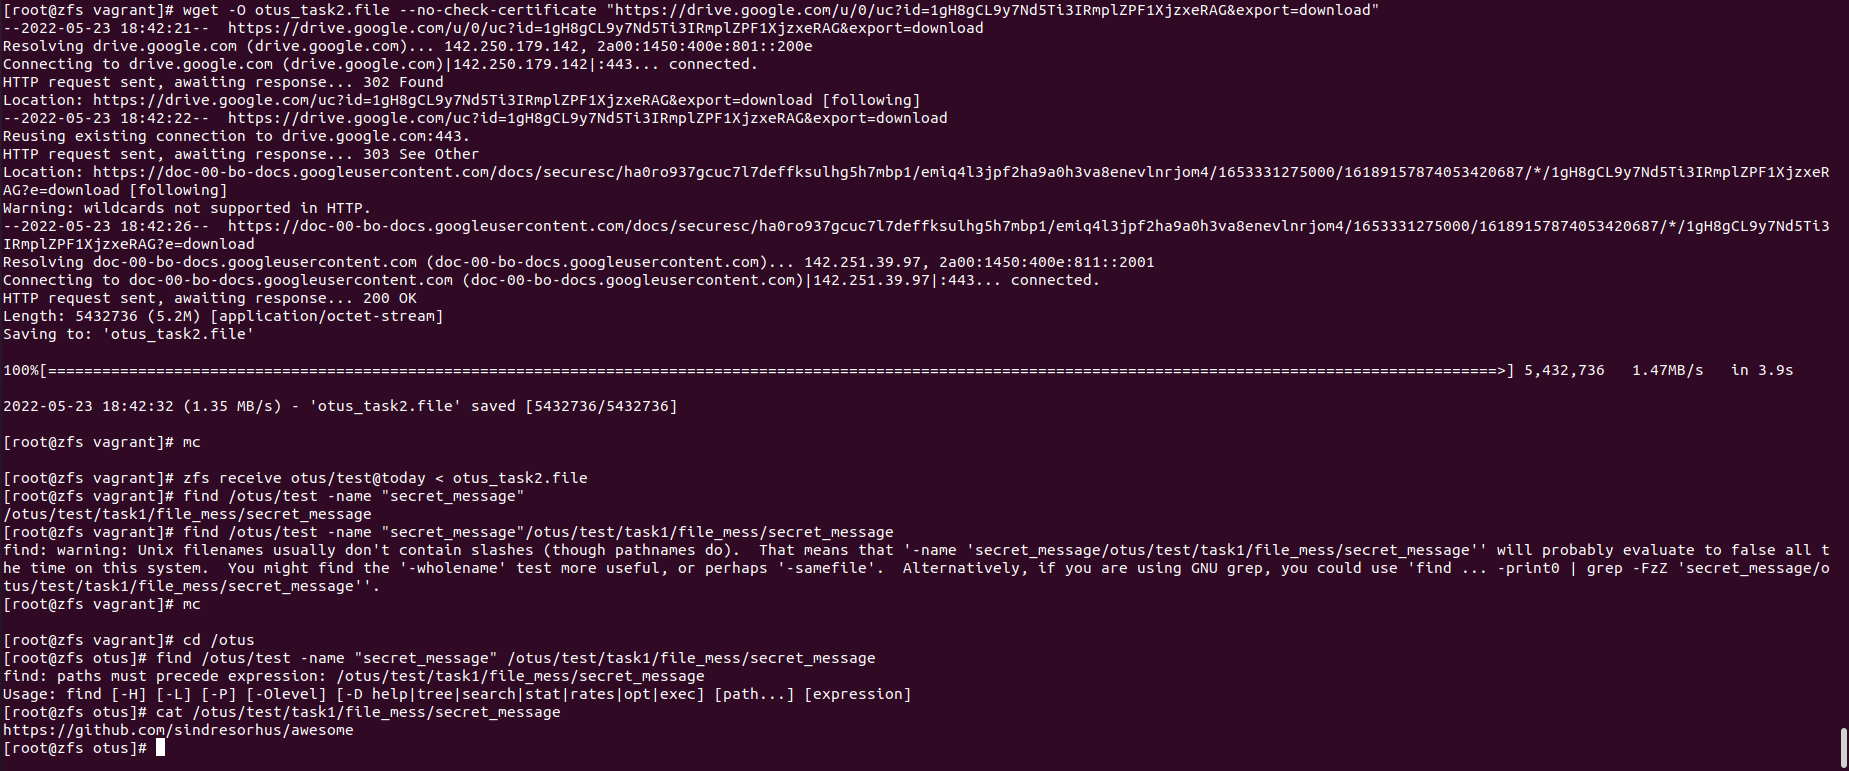 [root@zfs vagrant]# wget -O otus_task2.file --no-check-certificate "https://drive.google.com/u/0/uc?id=1gH8gCL9y7Nd5Ti3IRmplZPF1XjzxeRAG&export=download"
--2022-05-23 18:42:21--  https://drive.google.com/u/0/uc?id=1gH8gCL9y7Nd5Ti3IRmplZPF1XjzxeRAG&export=download
Resolving drive.google.com (drive.google.com)... 142.250.179.142, 2a00:1450:400e:801::200e
Connecting to drive.google.com (drive.google.com)|142.250.179.142|:443... connected.
HTTP request sent, awaiting response... 302 Found
Location: https://drive.google.com/uc?id=1gH8gCL9y7Nd5Ti3IRmplZPF1XjzxeRAG&export=download [following]
--2022-05-23 18:42:22--  https://drive.google.com/uc?id=1gH8gCL9y7Nd5Ti3IRmplZPF1XjzxeRAG&export=download
Reusing existing connection to drive.google.com:443.
HTTP request sent, awaiting response... 303 See Other
Location: https://doc-00-bo-docs.googleusercontent.com/docs/securesc/ha0ro937gcuc7l7deffksulhg5h7mbp1/emiq4l3jpf2ha9a0h3va8enevlnrjom4/1653331275000/16189157874053420687/*/1gH8gCL9y7Nd5Ti3IRmplZPF1XjzxeR
AG?e=download [following]
Warning: wildcards not supported in HTTP.
--2022-05-23 18:42:26--  https://doc-00-bo-docs.googleusercontent.com/docs/securesc/ha0ro937gcuc7l7deffksulhg5h7mbp1/emiq4l3jpf2ha9a0h3va8enevlnrjom4/1653331275000/16189157874053420687/*/1gH8gCL9y7Nd5Ti3
IRmplZPF1XjzxeRAG?e=download
Resolving doc-00-bo-docs.googleusercontent.com (doc-00-bo-docs.googleusercontent.com)... 142.251.39.97, 2a00:1450:400e:811::2001
Connecting to doc-00-bo-docs.googleusercontent.com (doc-00-bo-docs.googleusercontent.com)|142.251.39.97|:443... connected.
HTTP request sent, awaiting response... 200 OK
Length: 5432736 (5.2M) [application/octet-stream]
Saving to: 'otus_task2.file'
100%[==================================================================================================================================================================>] 5,432,736   1.47MB/s   in 3.9s
2022-05-23 18:42:32 (1.35 MB/s) - 'otus_task2.file' saved [5432736/5432736]
[root@zfs vagrant]# mc
[root@zfs vagrant]# zfs receive otus/test@today < otus_task2.file
[root@zfs vagrant]# find /otus/test -name "secret_message"
/otus/test/task1/file_mess/secret_message
[root@zfs vagrant]# find /otus/test -name "secret_message"/otus/test/task1/file_mess/secret_message
find: warning: Unix filenames usually don't contain slashes (though pathnames do).  That means that '-name 'secret_message/otus/test/task1/file_mess/secret_message'' will probably evaluate to false all t
he time on this system.  You might find the '-wholename' test more useful, or perhaps '-samefile'.  Alternatively, if you are using GNU grep, you could use 'find ... -print0 | grep -FzZ 'secret_message/o
tus/test/task1/file_mess/secret_message''.
[root@zfs vagrant]# mc
[root@zfs vagrant]# cd /otus
[root@zfs otus]# find /otus/test -name "secret_message" /otus/test/task1/file_mess/secret_message
find: paths must precede expression: /otus/test/task1/file_mess/secret_message
Usage: find [-H] [-L] [-P] [-Olevel] [-D help|tree|search|stat|rates|opt|exec] [path...] [expression]
[root@zfs otus]# cat /otus/test/task1/file_mess/secret_message
https://github.com/sindresorhus/awesome
[root@zfs otus]#